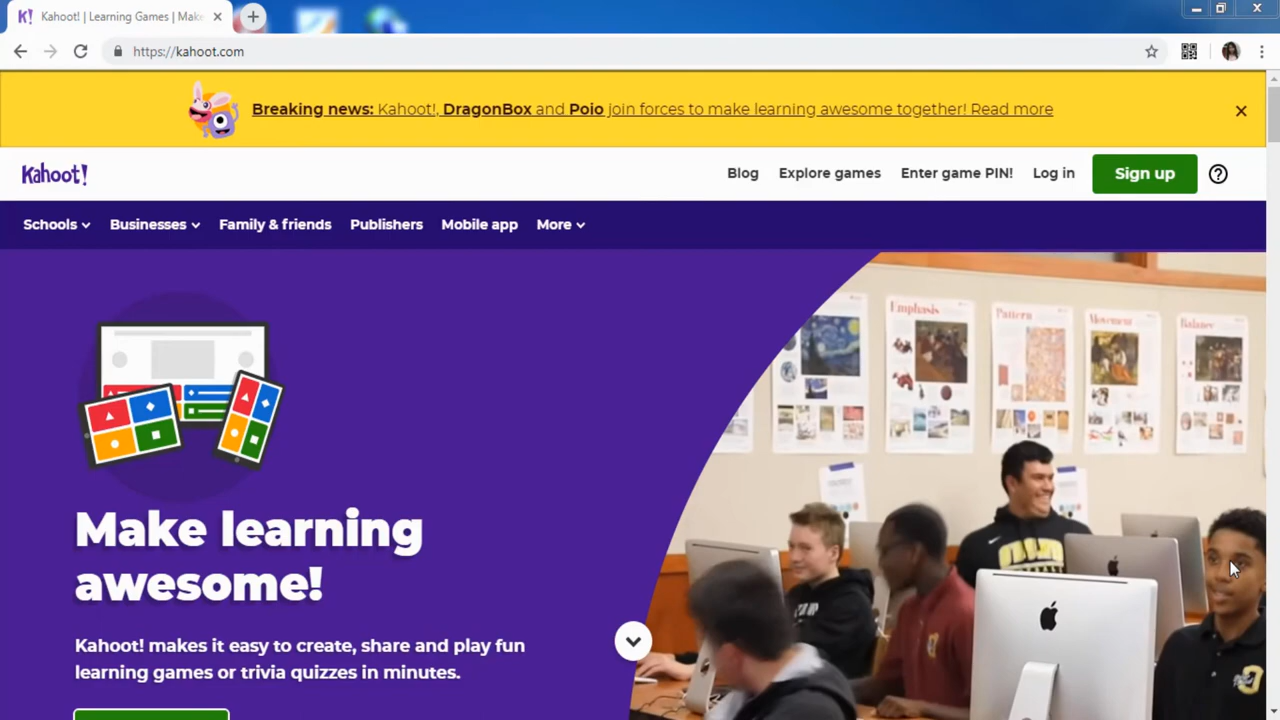 Kahoot! | Learning Games | Make
https://kahoot.com
Breaking news: Kahoot!, DragonBox and Poio join forces to make learning awesome together! Read more
Kahoot!
Blog Explore games Enter game PIN! Log in Sign up
Schools Businesses Family & friends Publishers Mobile app More
Emphasis Pattern Movement Balance
Make learning
awesome!
Kahoot! makes it easy to create, share and play fun
learning games or trivia quizzes in minutes.